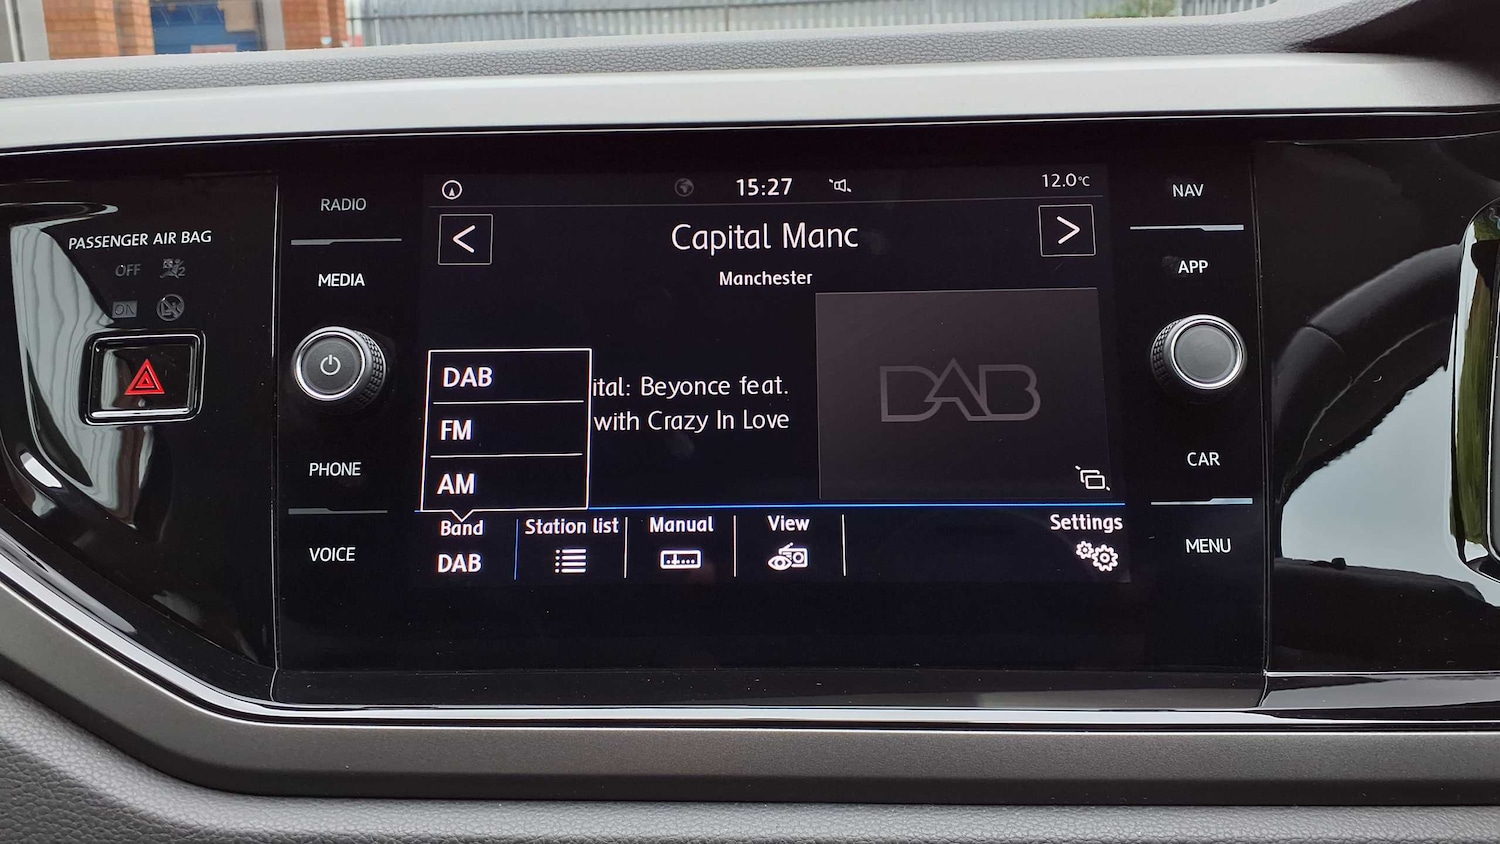 15:27
12.0°C
RADIO
NAV
<
Capital Manc
>
Manchester
PASSENGER AIR BAG
OFF
ON
MEDIA
APP
DAB
FM
AM
ital: Beyonce feat.
with Crazy In Love
DAB
PHONE
CAR
Band
DAB
Station list
Manual
View
Settings
VOICE
MENU